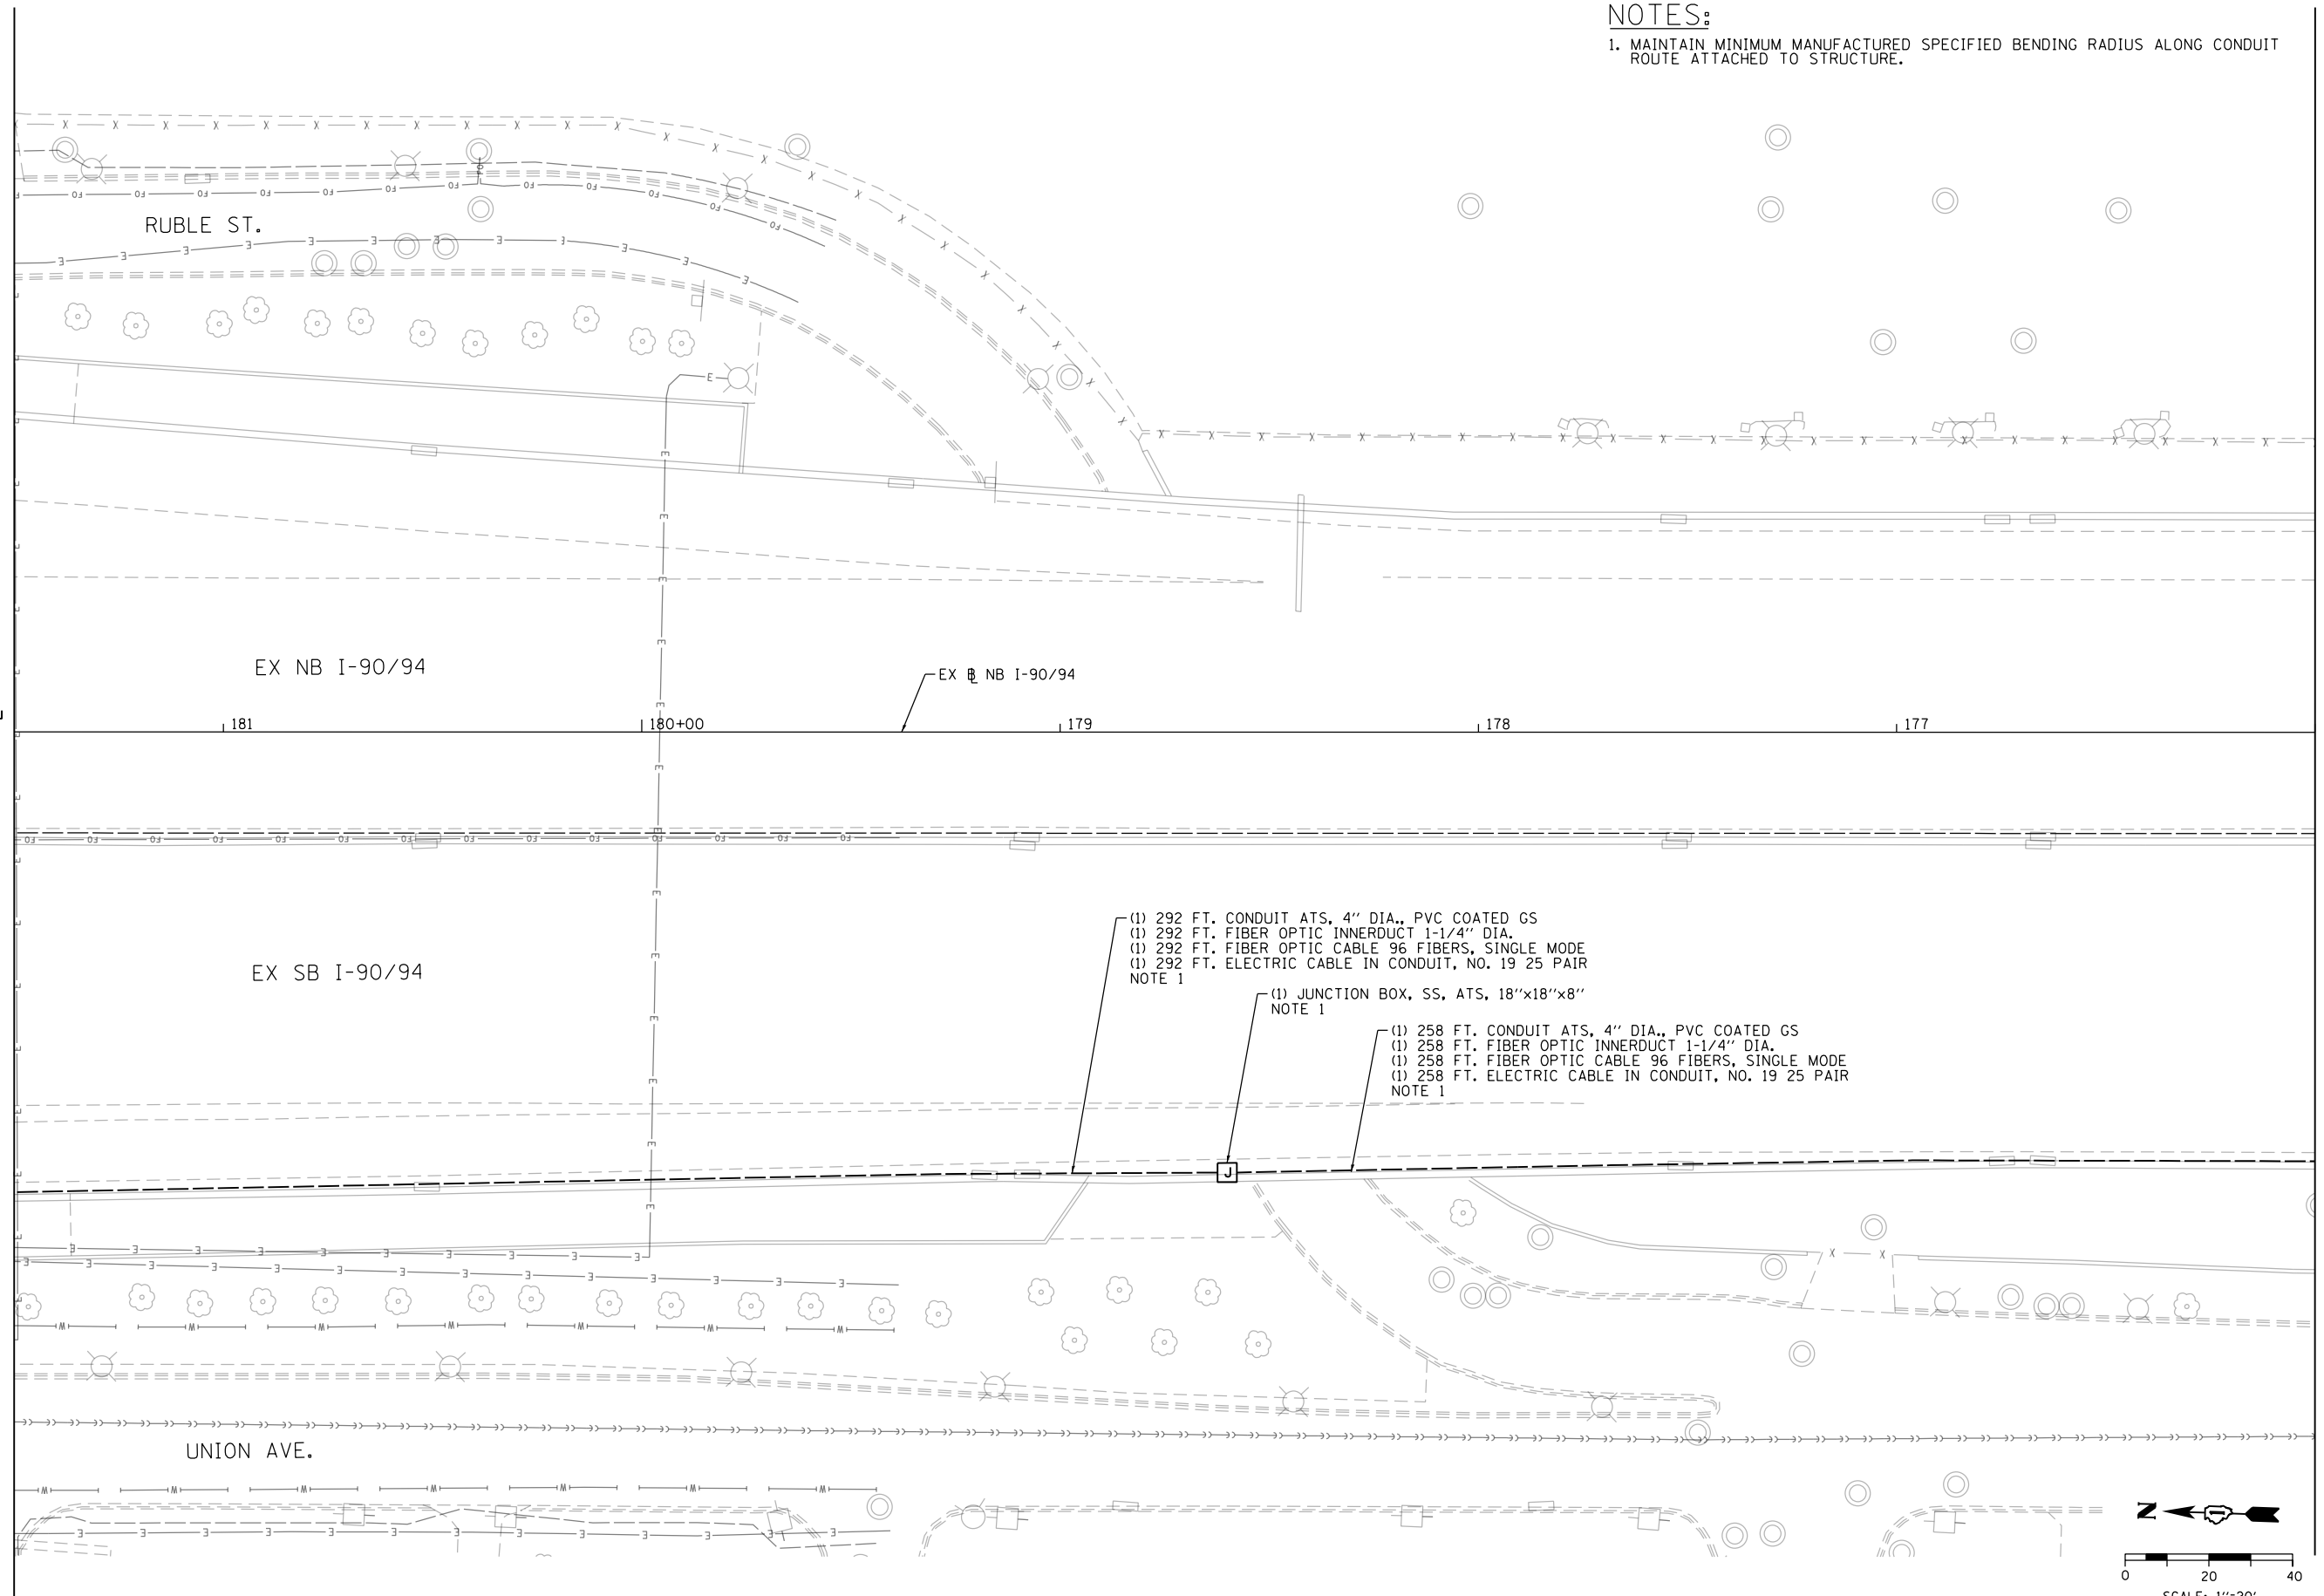 NOTES:
1. MAINTAIN MINIMUM MANUFACTURED SPECIFIED BENDING RADIUS ALONG CONDUIT
ROUTE ATTACHED TO STRUCTURE.
RUBLE ST.
EX NB I-90/94
EX BL NB I-90/94
181
180+00
179
178
177
EX SB I-90/94
(1) 292 FT. CONDUIT ATS, 4" DIA., PVC COATED GS
(1) 292 FT. FIBER OPTIC INNERDUCT 1-1/4" DIA.
(1) 292 FT. FIBER OPTIC CABLE 96 FIBERS, SINGLE MODE
(1) 292 FT. ELECTRIC CABLE IN CONDUIT, NO. 19 25 PAIR
NOTE 1
(1) JUNCTION BOX, SS, ATS, 18"x18"x8"
NOTE 1
(1) 258 FT. CONDUIT ATS, 4" DIA., PVC COATED GS
(1) 258 FT. FIBER OPTIC INNERDUCT 1-1/4" DIA.
(1) 258 FT. FIBER OPTIC CABLE 96 FIBERS, SINGLE MODE
(1) 258 FT. ELECTRIC CABLE IN CONDUIT, NO. 19 25 PAIR
NOTE 1
J
UNION AVE.
N
0 20 40
SCALE: 1"=20'